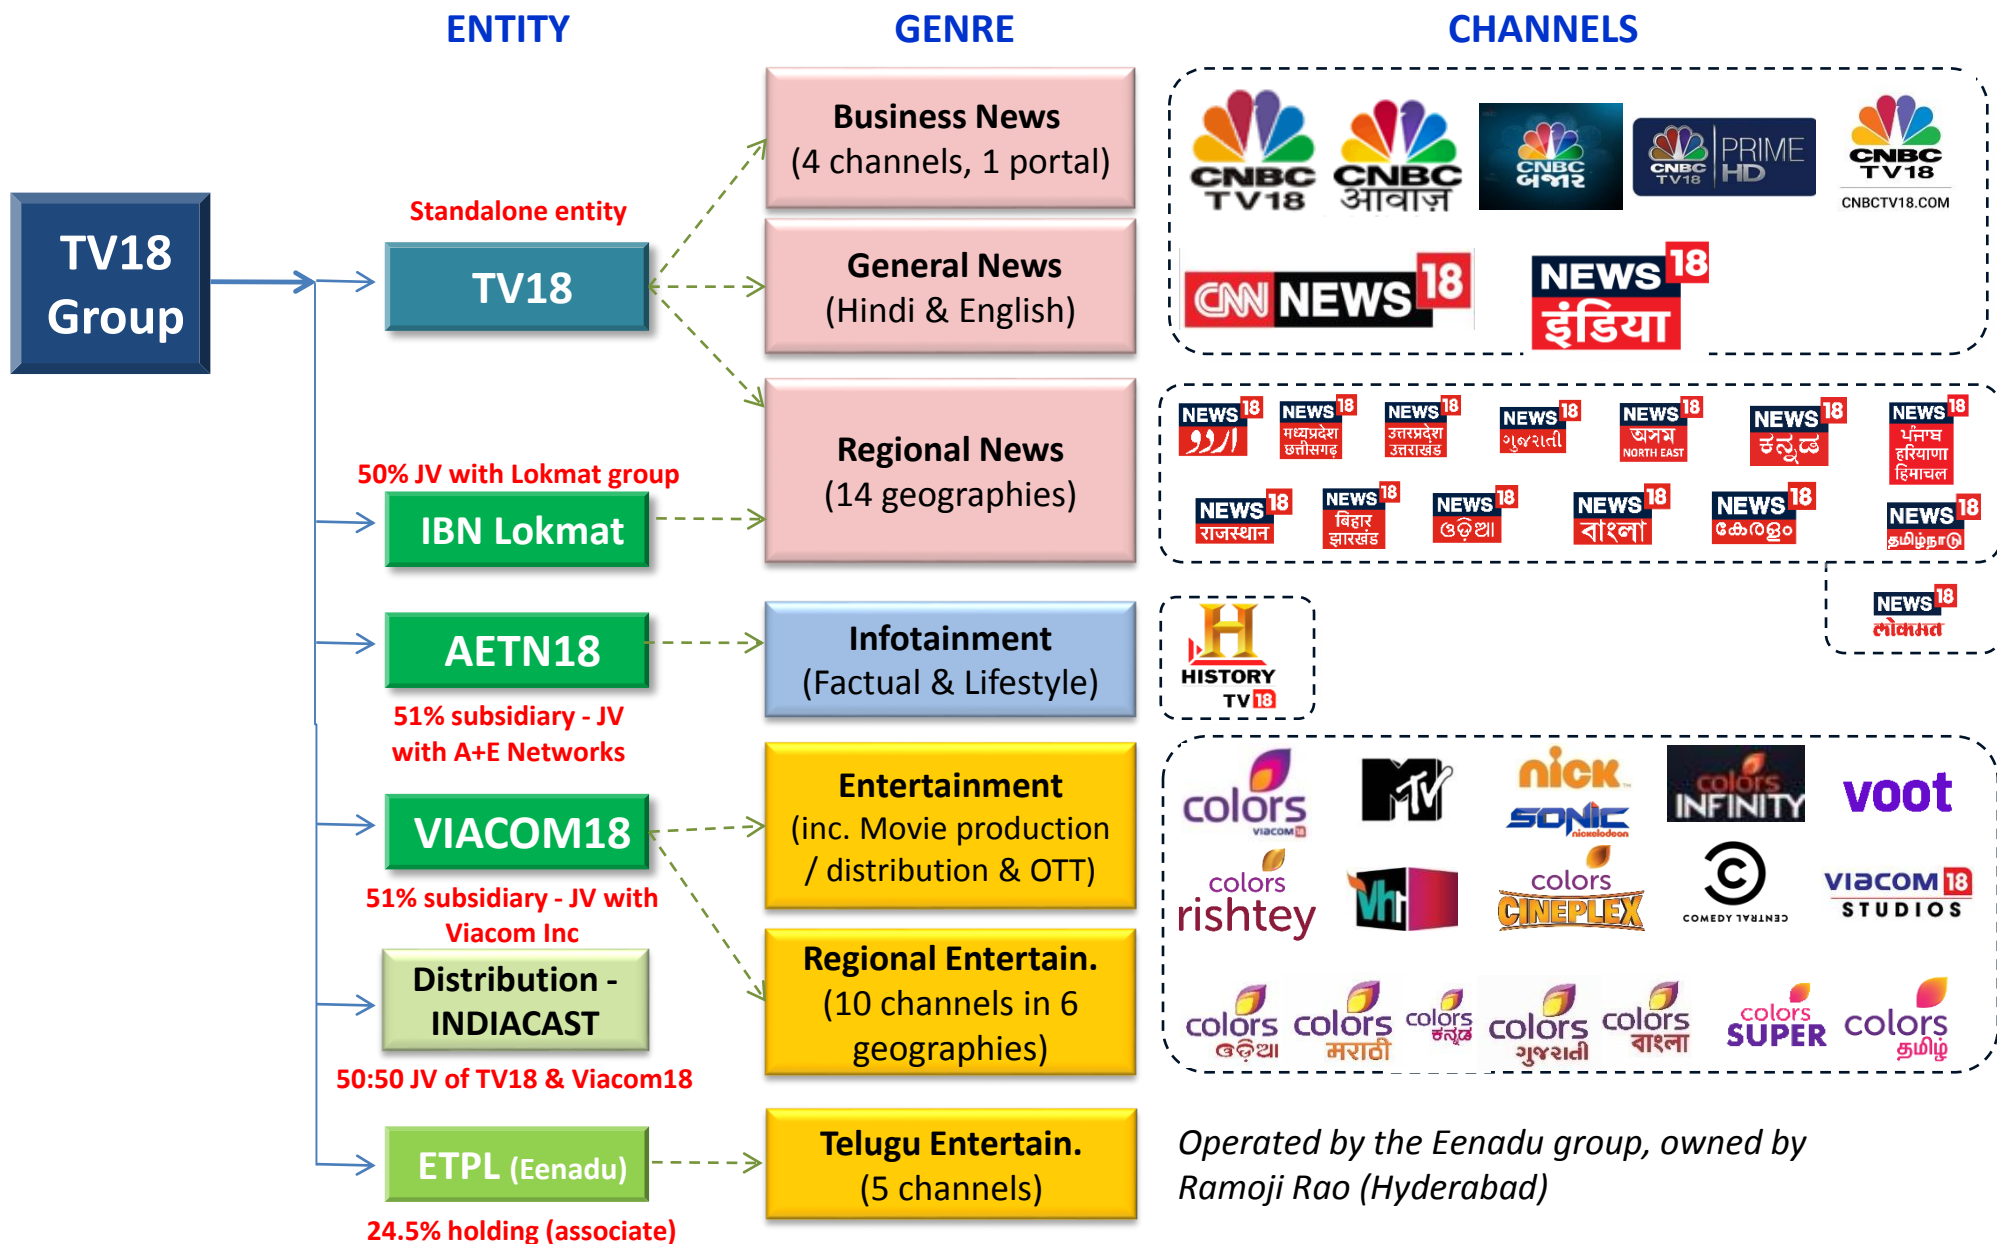 ENTITY
GENRE
CHANNELS
TV18
Group
Standalone entity
TV18
50% JV with Lokmat group
IBN Lokmat
AETN18
51% subsidiary - JV
with A+E Networks
VIACOM18
51% subsidiary - JV with
Viacom Inc
Distribution -
INDIACAST
50:50 JV of TV18 & Viacom18
ETPL (Eenadu)
24.5% holding (associate)
Business News
(4 channels, 1 portal)
General News
(Hindi & English)
Regional News
(14 geographies)
Infotainment
(Factual & Lifestyle)
Entertainment
(inc. Movie production
/ distribution & OTT)
Regional Entertain.
(10 channels in 6
geographies)
Telugu Entertain.
(5 channels)
CNBC
TV18
CNBC
आवाज़
CNBC
બજાર
CNBC
TV18
PRIME
HD
CNBC
TV18
CNBCTV18.COM
CNN NEWS 18
NEWS 18
इंडिया
NEWS 18
اردو
NEWS 18
मध्यप्रदेश
छत्तीसगढ़
NEWS 18
उत्तरप्रदेश
उत्तराखंड
NEWS 18
ગુજરાતી
NEWS 18
অসম
NORTH EAST
NEWS 18
ಕನ್ನಡ
NEWS 18
ਪੰਜਾਬ
हरियाणा
हिमाचल
NEWS 18
राजस्थान
NEWS 18
बिहार
झारखंड
NEWS 18
ଓଡ଼ିଆ
NEWS 18
বাংলা
NEWS 18
കേരളം
NEWS 18
தமிழ்நாடு
NEWS 18
लोकमत
H
HISTORY
TV18
colors
VIACOM18
MTV
nick
SONIC
nickelodeon
colors
INFINITY
voot
colors
rishtey
Vh1
colors
CINEPLEX
COMEDY CENTRAL
VIACOM18
STUDIOS
colors
ଓଡ଼ିଆ
colors
मराठी
colors
ಕನ್ನಡ
colors
ગુજરાતી
colors
বাংলা
colors
SUPER
colors
தமிழ்
Operated by the Eenadu group, owned by
Ramoji Rao (Hyderabad)